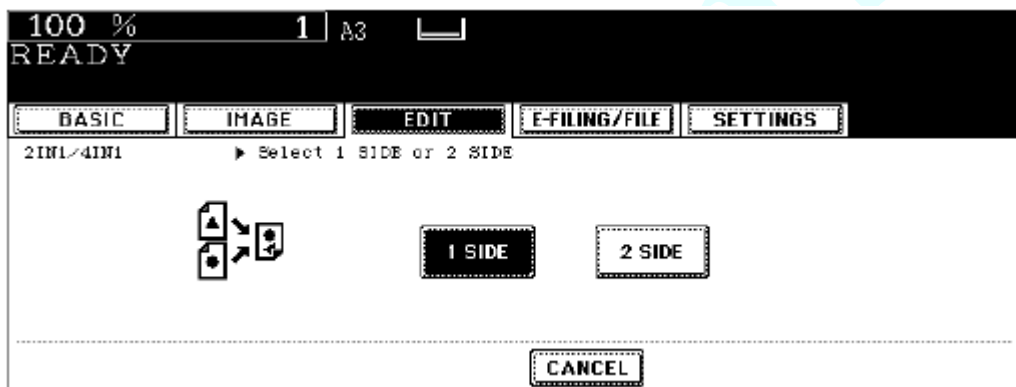 100 % 1 A3
READY
BASIC IMAGE EDIT E-FILING/FILE SETTINGS
2IN1/4IN1 ▶ Select 1 SIDE or 2 SIDE
1 SIDE 2 SIDE
CANCEL